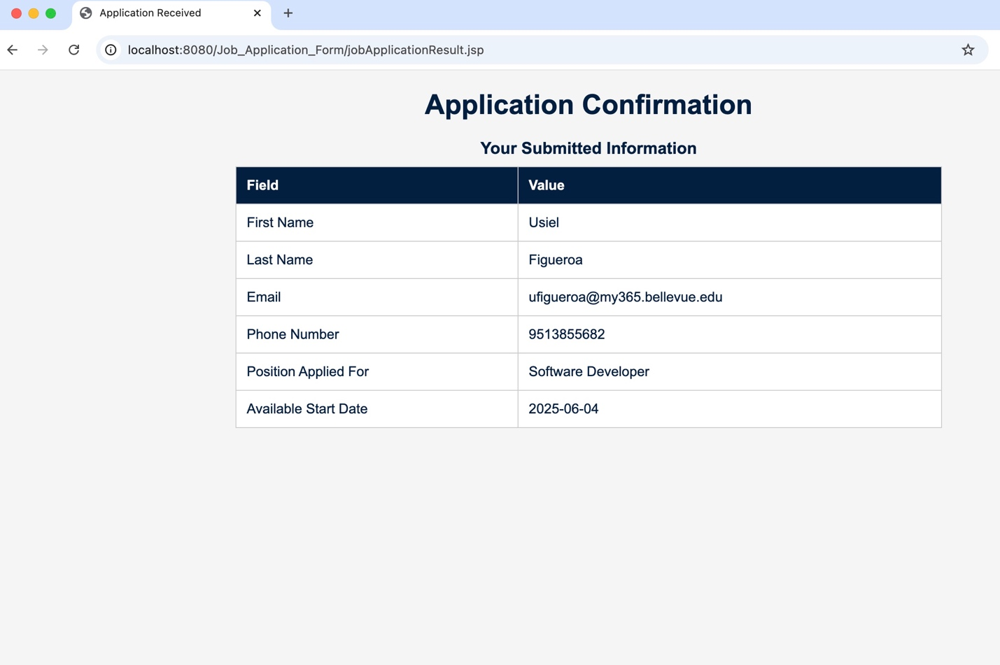 Application Received
localhost:8080/Job_Application_Form/jobApplicationResult.jsp
Application Confirmation
Your Submitted Information
Field Value
First Name Usiel
Last Name Figueroa
Email ufigueroa@my365.bellevue.edu
Phone Number 9513855682
Position Applied For Software Developer
Available Start Date 2025-06-04